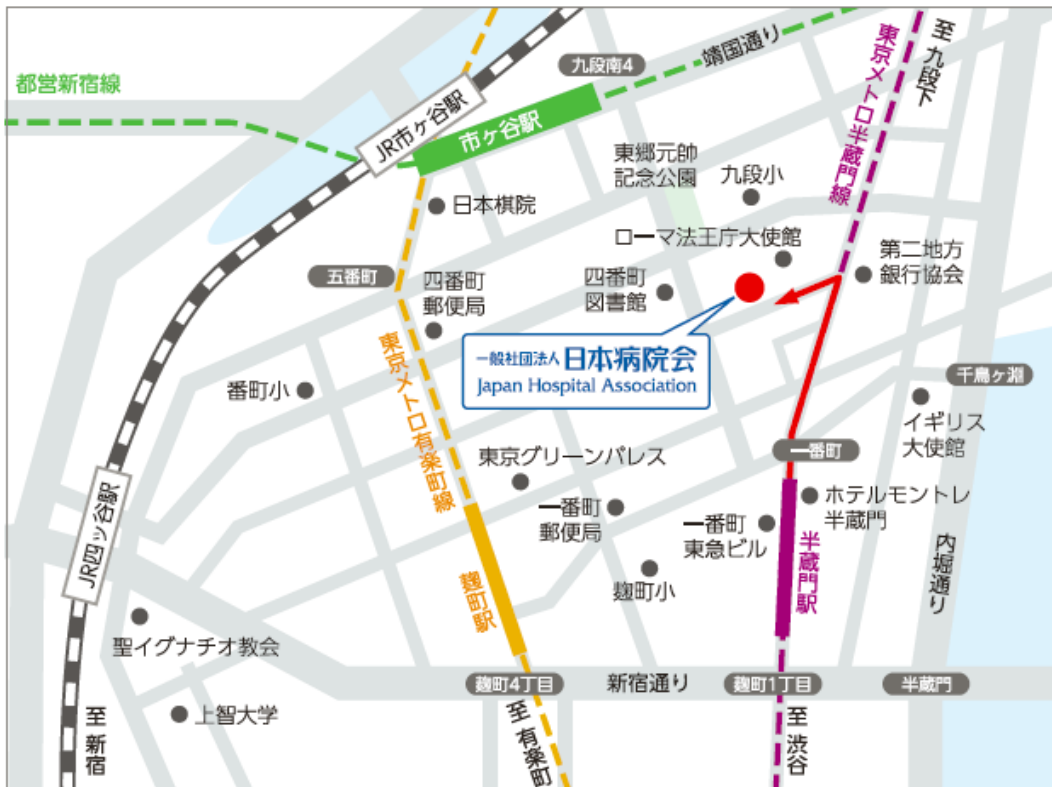 都営新宿線
JR市ヶ谷駅
市ヶ谷駅
九段南4
靖国通り
東京メトロ半蔵門線
至 九段下
東郷元帥
記念公園
九段小
日本棋院
ローマ法王庁大使館
五番町
四番町
郵便局
四番町
図書館
第二地方
銀行協会
一般社団法人 日本病院会
Japan Hospital Association
東京メトロ有楽町線
番町小
千鳥ヶ淵
イギリス
大使館
一番町
東京グリーンパレス
JR四ッ谷駅
一番町
郵便局
一番町
東急ビル
ホテルモントレ
半蔵門
半蔵門駅
内堀通り
麹町小
麹町駅
聖イグナチオ教会
麹町4丁目
新宿通り
麹町1丁目
半蔵門
上智大学
至 新宿
至 有楽町
至 渋谷